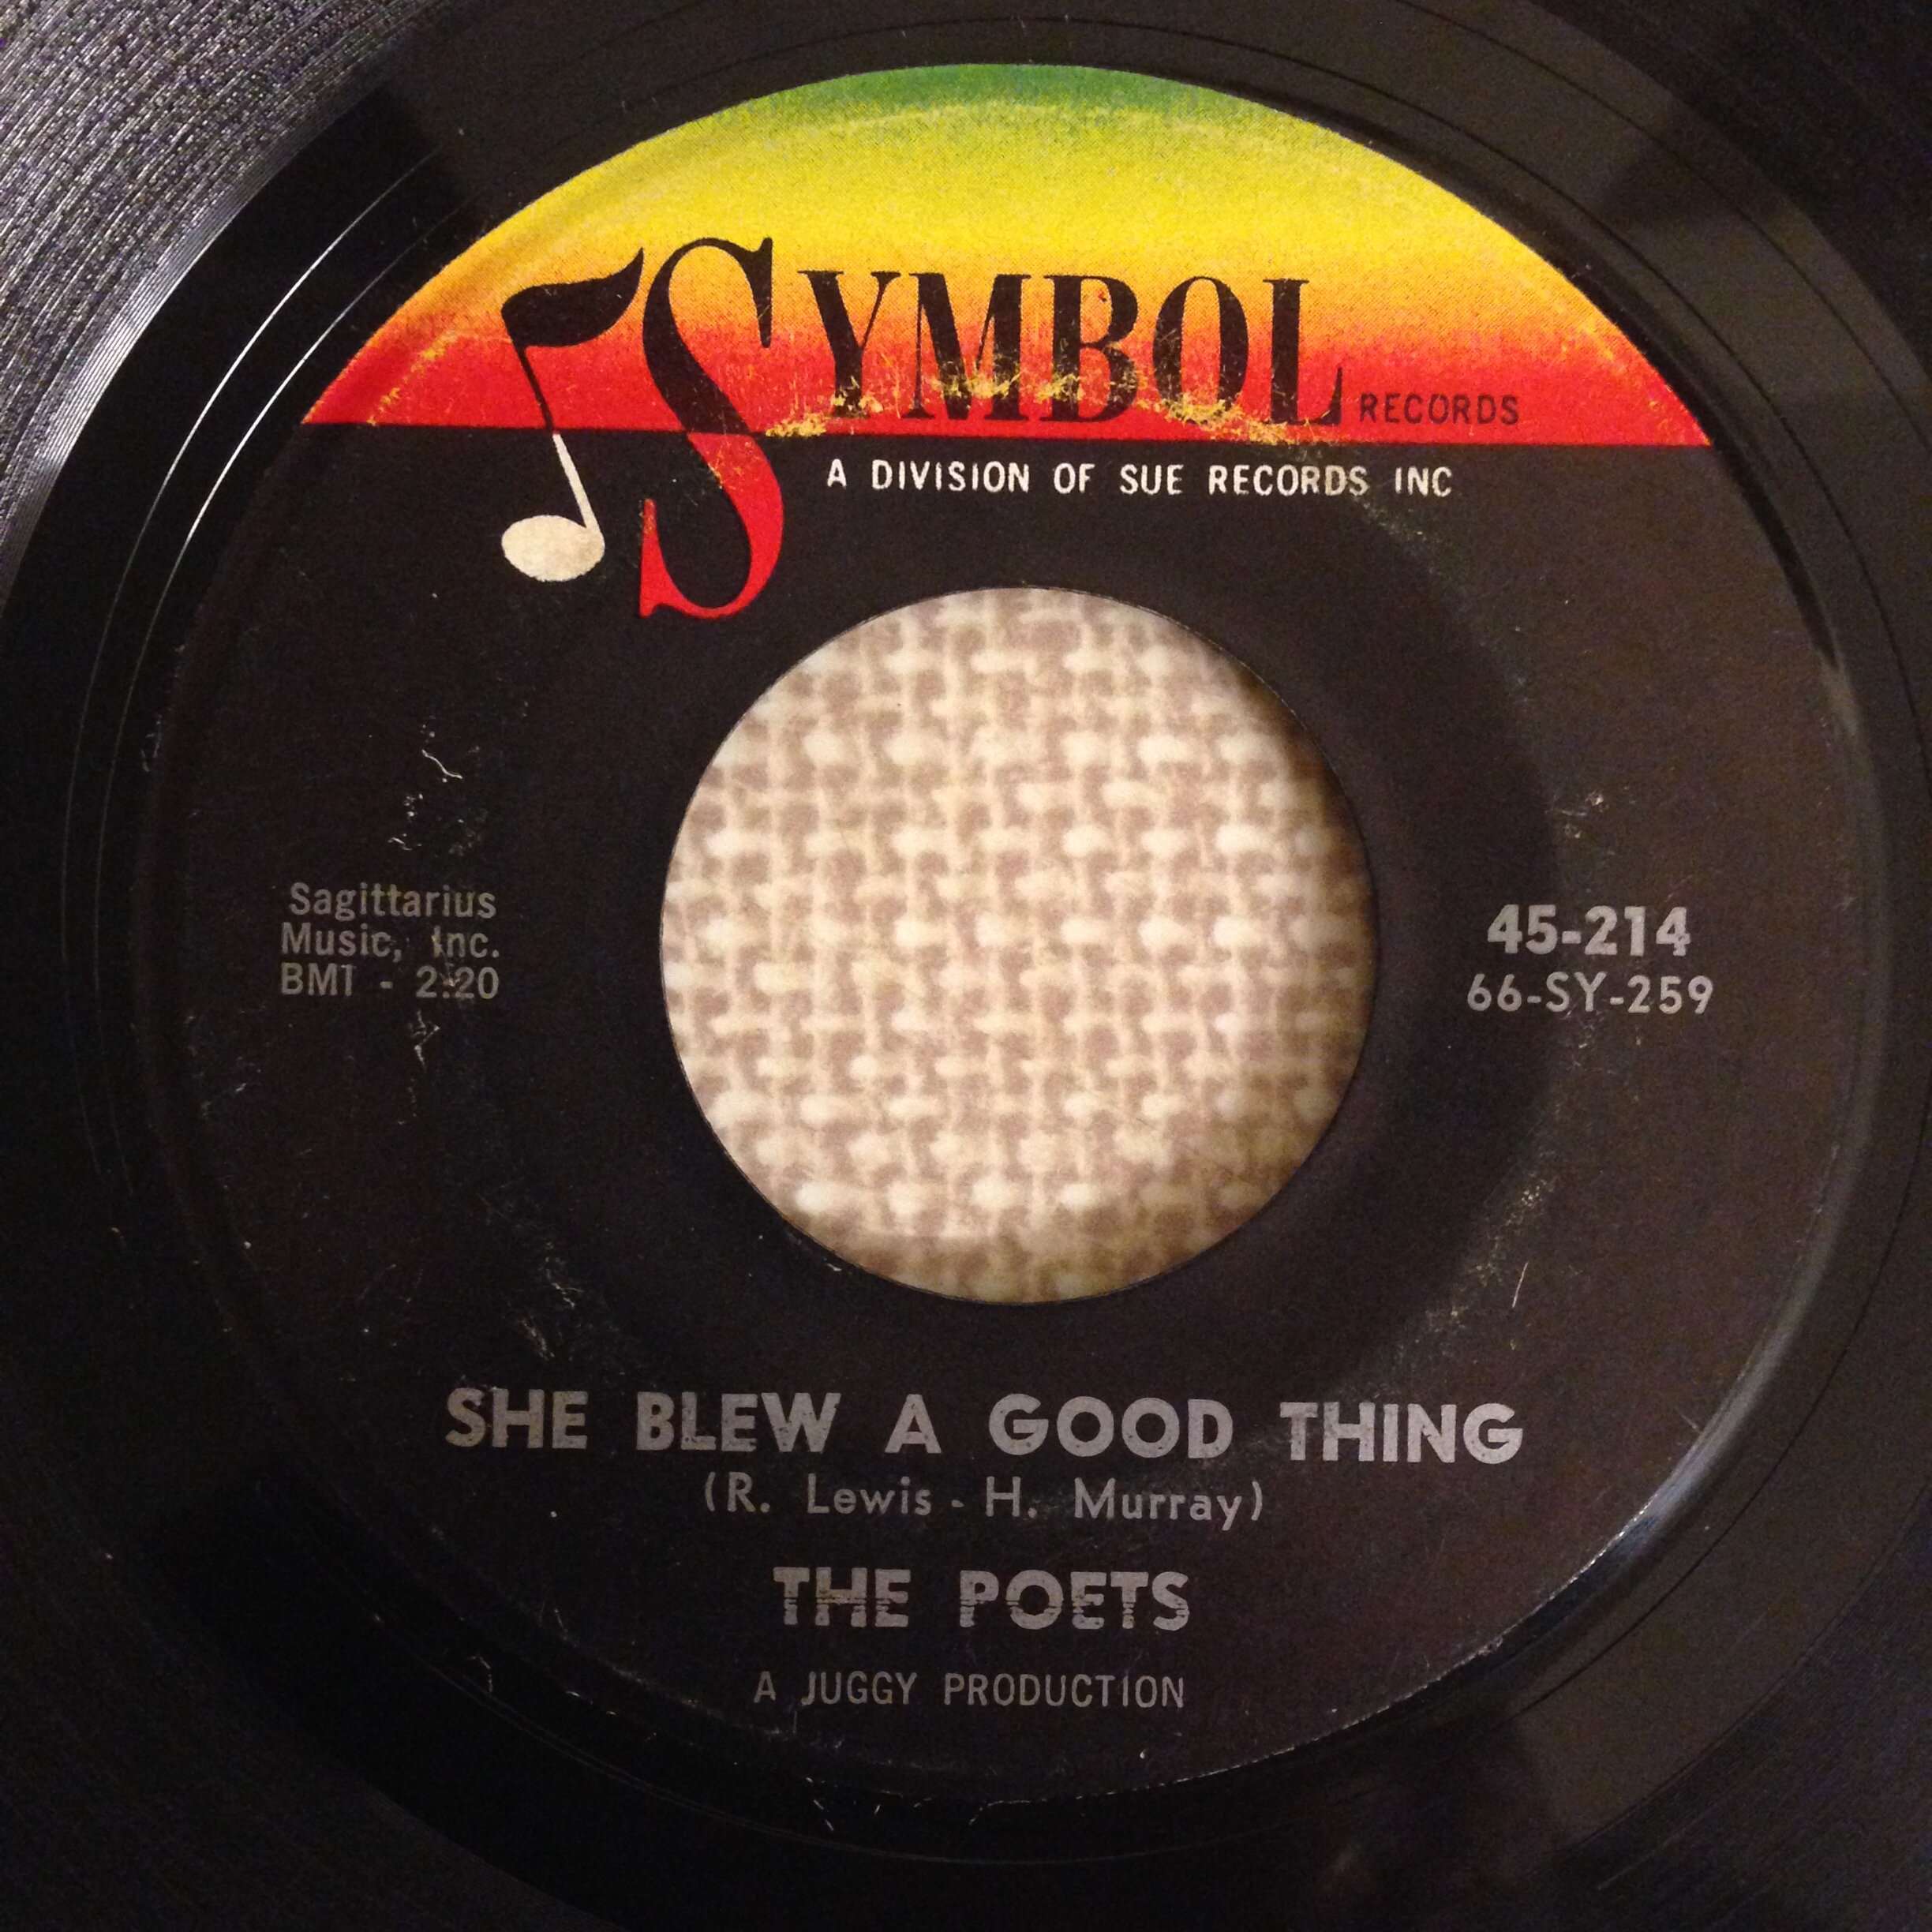 SYMBOL RECORDS
A DIVISION OF SUE RECORDS INC
Sagittarius
Music, Inc.
BMI - 2:20
45-214
66-SY-259
SHE BLEW A GOOD THING
(R. Lewis - H. Murray)
THE POETS
A JUGGY PRODUCTION